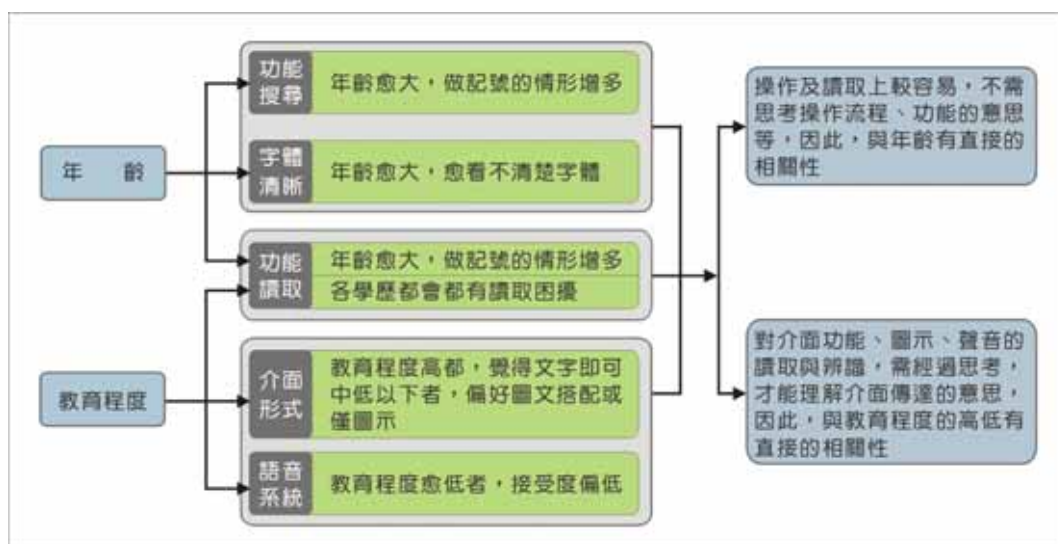 年齡
教育程度
功能
搜尋
年齡愈大,做記號的情形增多
字體
清晰
年齡愈大,愈看不清楚字體
功能
讀取
年齡愈大,做記號的情形增多
各學歷都會都有讀取困擾
介面
形式
教育程度高都,覺得文字即可
中低以下者,偏好圖文搭配或
僅圖示
語音
系統
教育程度愈低者,接受度偏低
操作及讀取上較容易,不需
思考操作流程、功能的意思
等,因此,與年齡有直接的
相關性
對介面功能、圖示、聲音的
讀取與辨識,需經過思考,
才能理解介面傳達的意思,
因此,與教育程度的高低有
直接的相關性